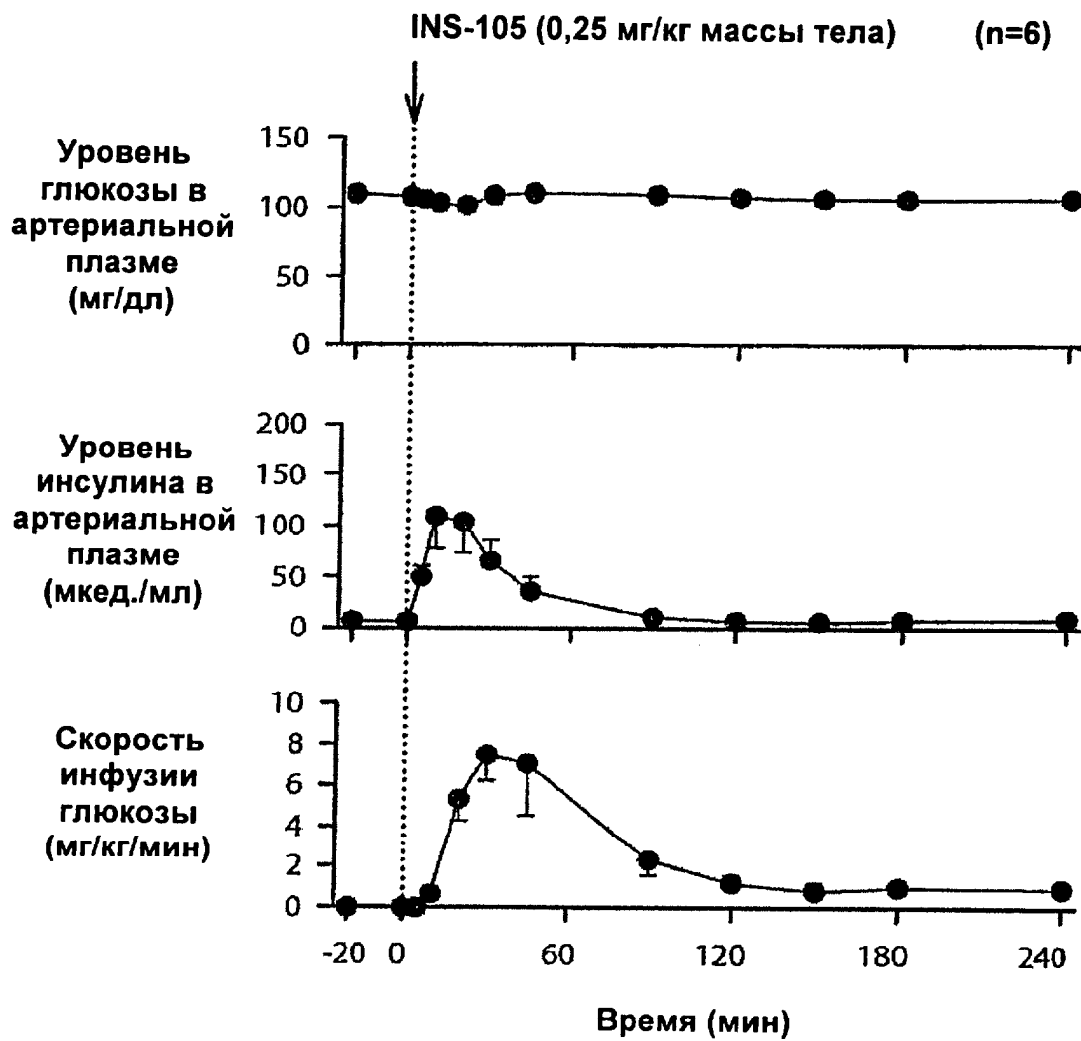 INS-105 (0,25 мг/кг массы тела) (n=6)
Уровень
глюкозы в
артериальной
плазме
(мг/дл)
150
100
50
0
Уровень
инсулина в
артериальной
плазме
(мкед./мл)
200
150
100
50
0
Скорость
инфузии
глюкозы
(мг/кг/мин)
10
8
6
4
2
0
-20 0 60 120 180 240
Время (мин)